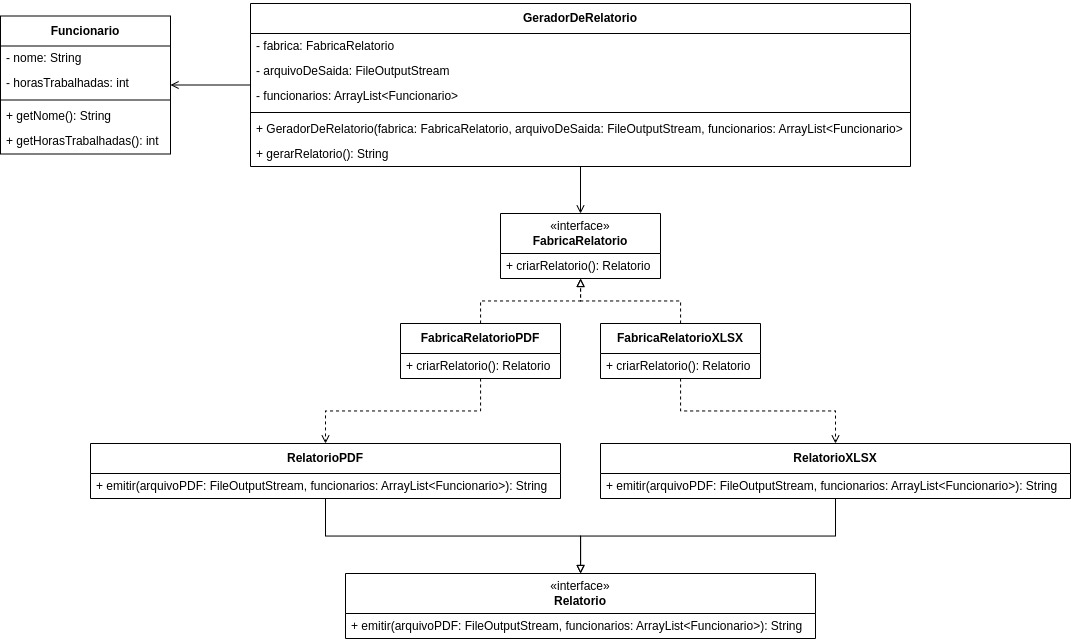 Funcionario
- nome: String
- horasTrabalhadas: int
+ getNome(): String
+ getHorasTrabalhadas(): int
GeradorDeRelatorio
- fabrica: FabricaRelatorio
- arquivoDeSaida: FileOutputStream
- funcionarios: ArrayList<Funcionario>
+ GeradorDeRelatorio(fabrica: FabricaRelatorio, arquivoDeSaida: FileOutputStream, funcionarios: ArrayList<Funcionario>
+ gerarRelatorio(): String
«interface»
FabricaRelatorio
+ criarRelatorio(): Relatorio
FabricaRelatorioPDF
+ criarRelatorio(): Relatorio
FabricaRelatorioXLSX
+ criarRelatorio(): Relatorio
RelatorioPDF
+ emitir(arquivoPDF: FileOutputStream, funcionarios: ArrayList<Funcionario>): String
RelatorioXLSX
+ emitir(arquivoPDF: FileOutputStream, funcionarios: ArrayList<Funcionario>): String
«interface»
Relatorio
+ emitir(arquivoPDF: FileOutputStream, funcionarios: ArrayList<Funcionario>): String